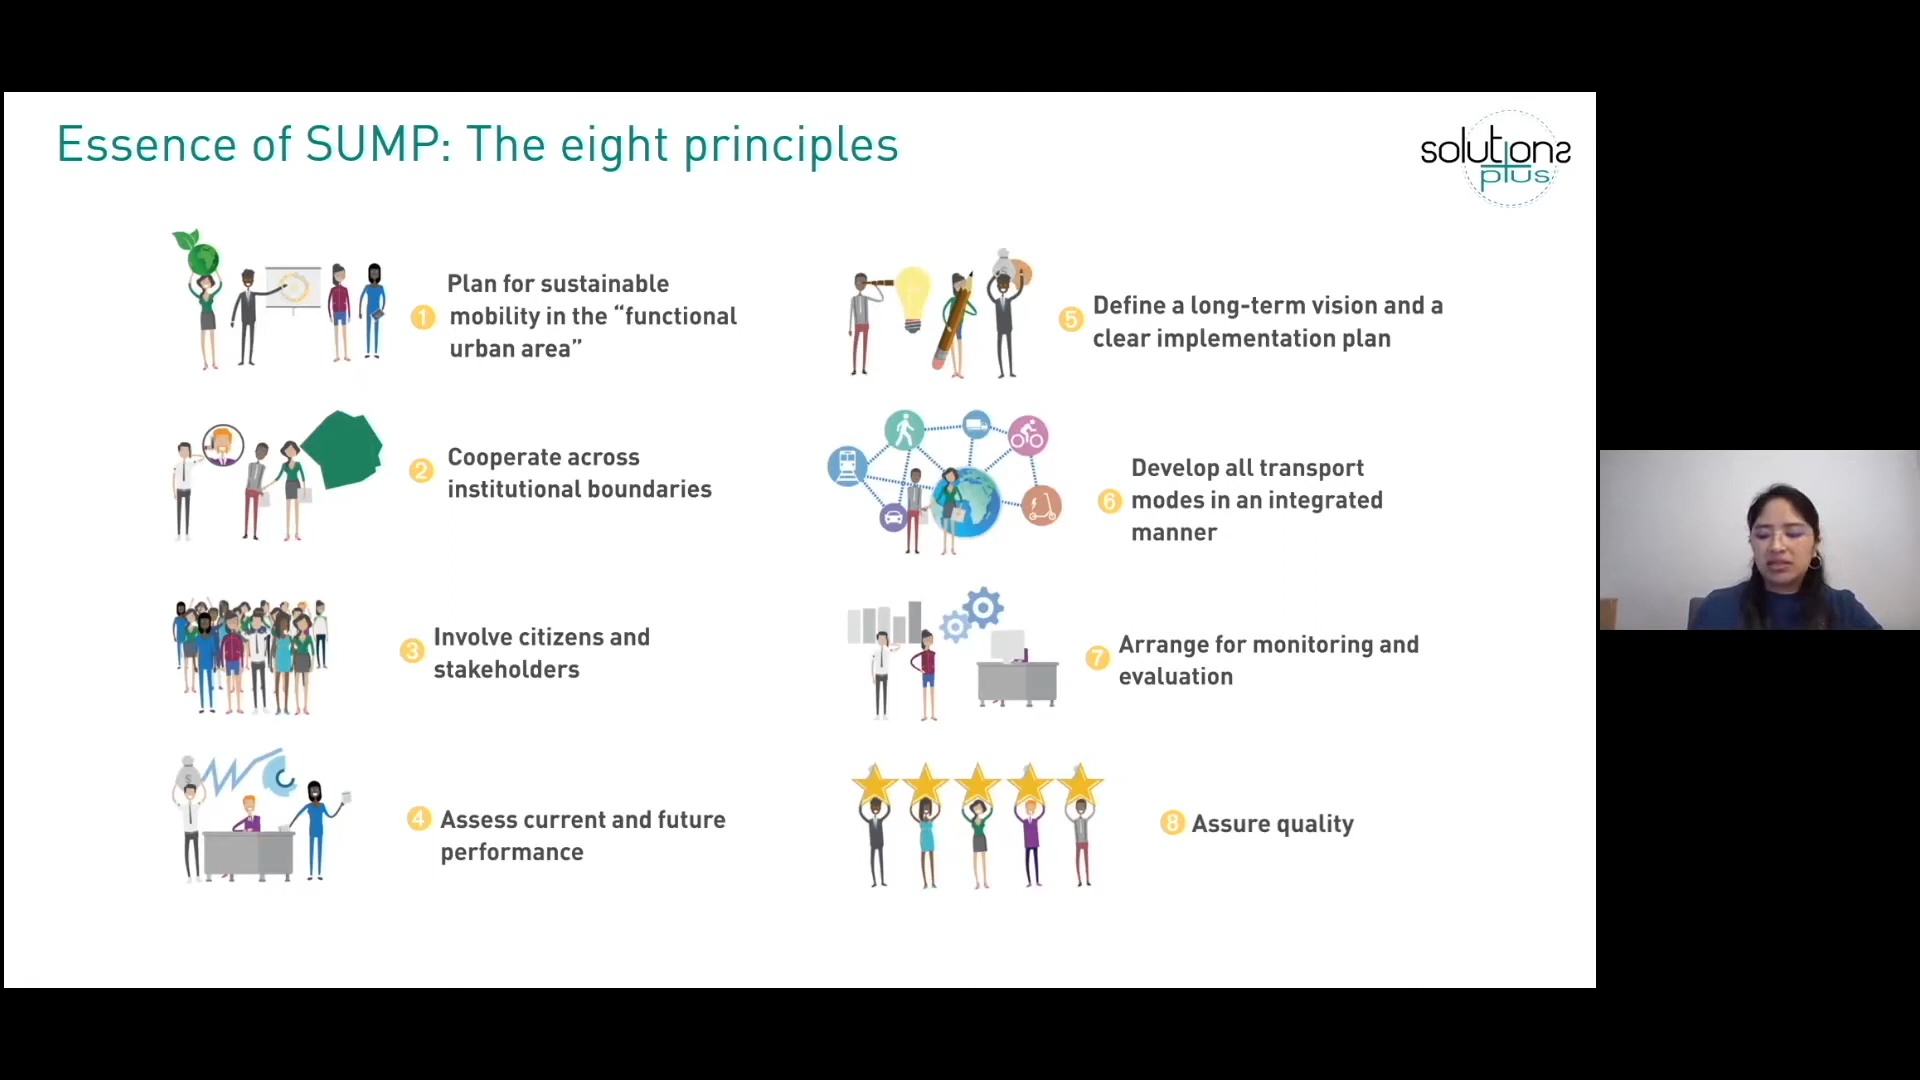 Essence of SUMP: The eight principles
solutions
plus
1
Plan for sustainable
mobility in the “functional
urban area”
2
Cooperate across
institutional boundaries
3
Involve citizens and
stakeholders
4
Assess current and future
performance
5
Define a long-term vision and a
clear implementation plan
6
Develop all transport
modes in an integrated
manner
7
Arrange for monitoring and
evaluation
8
Assure quality